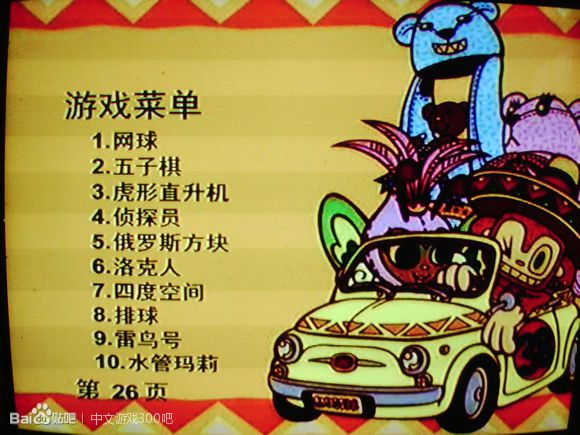 游戏菜单
1.网球
2.五子棋
3.虎形直升机
4.侦探员
5.俄罗斯方块
6.洛克人
7.四度空间
8.排球
9.雷鸟号
10.水管玛莉
第 26 页
Bai贴吧 | 中文游戏300吧